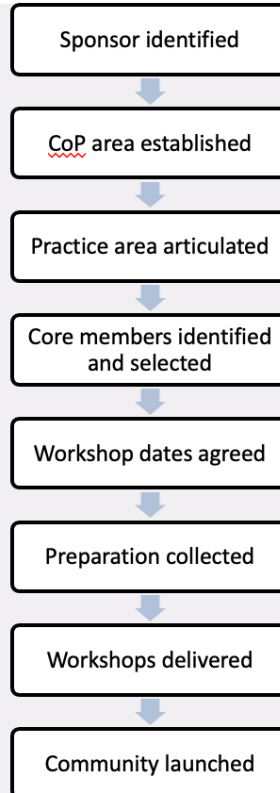 Sponsor identified
CoP area established
Practice area articulated
Core members identified
and selected
Workshop dates agreed
Preparation collected
Workshops delivered
Community launched